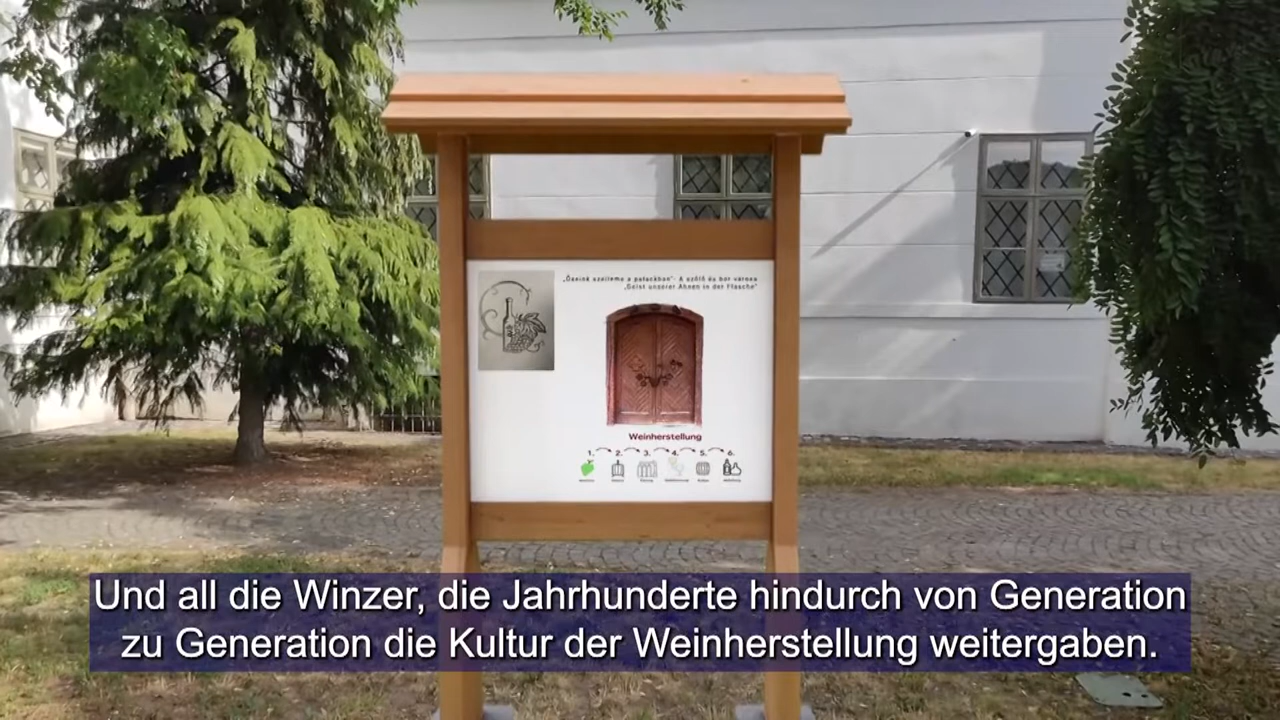 „Őseink szelleme a palackban"- A szőlő és bor városa
„Geist unserer Ahnen in der Flasche"
Weinherstellung
1. 2. 3. 4. 5. 6.
Und all die Winzer, die Jahrhunderte hindurch von Generation
zu Generation die Kultur der Weinherstellung weitergaben.